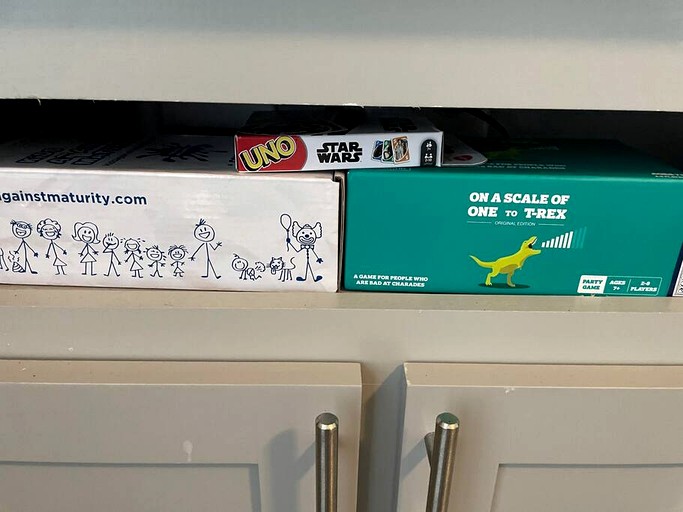 UNO
STAR
WARS
againstmaturity.com
ON A SCALE OF
ONE TO T-REX
ORIGINAL EDITION
A GAME FOR PEOPLE WHO
ARE BAD AT CHARADES
PARTY
GAME
AGES
7+
2-8
PLAYERS